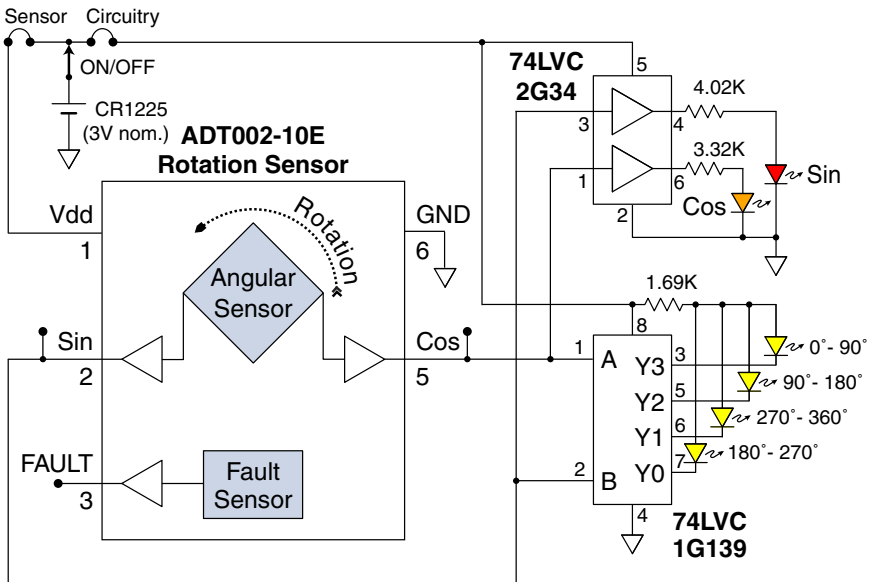 Sensor
Circuitry
ON/OFF
CR1225
(3V nom.)
ADT002-10E
Rotation Sensor
Vdd
1
GND
6
Rotation
Angular
Sensor
Sin
2
Cos
5
FAULT
3
Fault
Sensor
74LVC
2G34
5
3
4
4.02K
1
6
3.32K
2
Sin
Cos
1.69K
8
1
A
Y3
3
0˚- 90˚
Y2
5
90˚- 180˚
Y1
6
270˚- 360˚
2
B
Y0
7
180˚- 270˚
4
74LVC
1G139